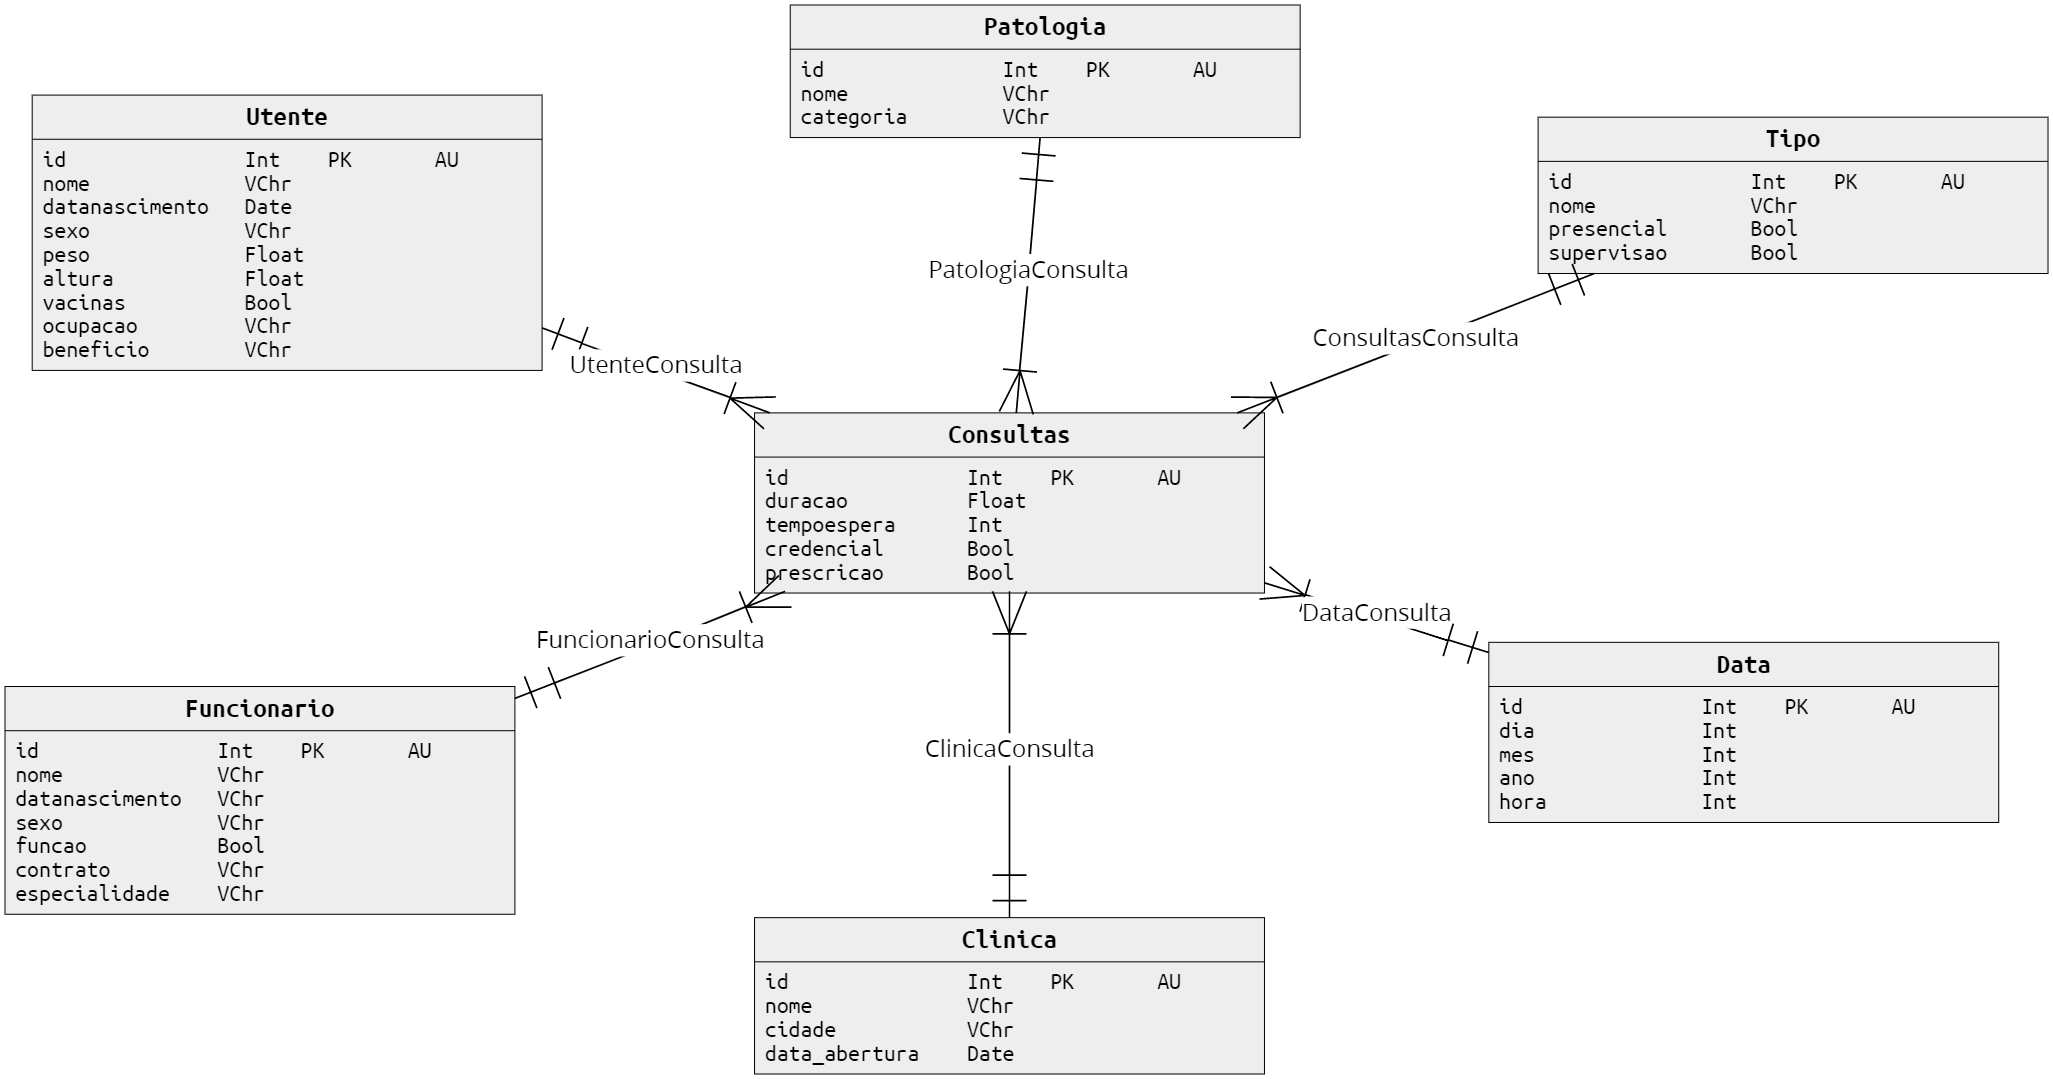 Patologia
id Int PK AU
nome VChr
categoria VChr
Utente
id Int PK AU
nome VChr
datanascimento Date
sexo VChr
peso Float
altura Float
vacinas Bool
ocupacao VChr
beneficio VChr
Tipo
id Int PK AU
nome VChr
presencial Bool
supervisao Bool
PatologiaConsulta
ConsultasConsulta
UtenteConsulta
Consultas
id Int PK AU
duracao Float
tempoespera Int
credencial Bool
prescricao Bool
DataConsulta
FuncionarioConsulta
Data
id Int PK AU
dia Int
mes Int
ano Int
hora Int
Funcionario
id Int PK AU
nome VChr
datanascimento VChr
sexo VChr
funcao Bool
contrato VChr
especialidade VChr
ClinicaConsulta
Clinica
id Int PK AU
nome VChr
cidade VChr
data_abertura Date